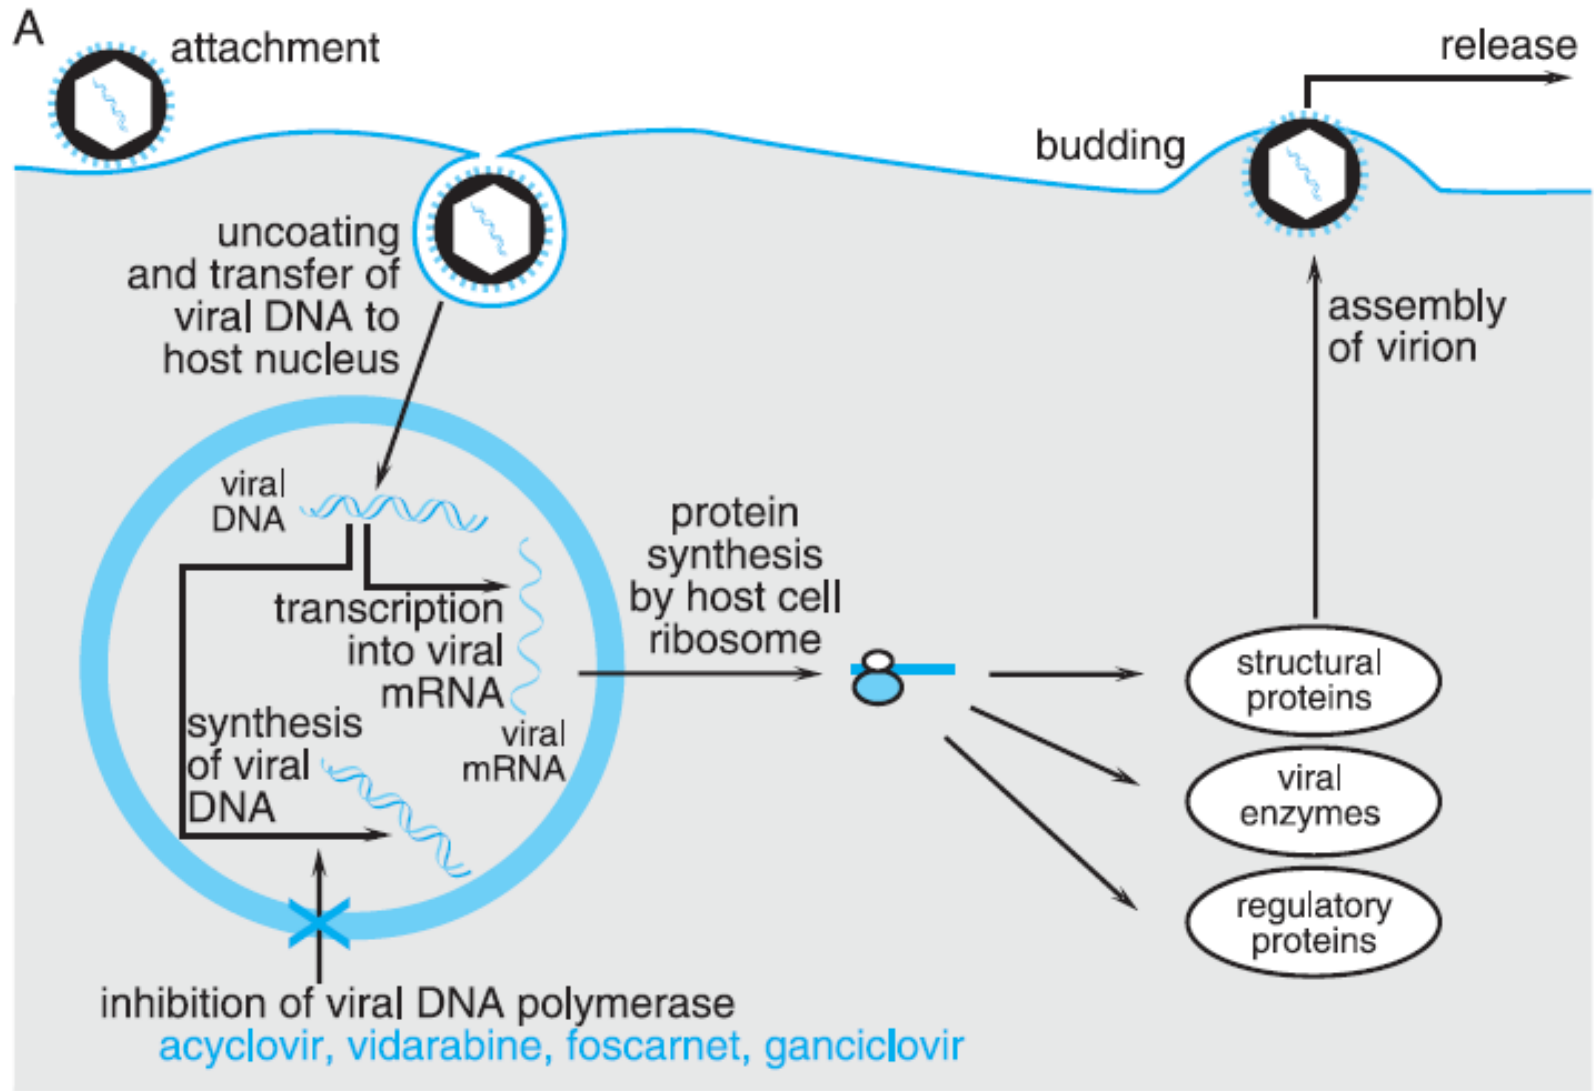 A
attachment
release
budding
uncoating
and transfer of
viral DNA to
host nucleus
assembly
of virion
viral
DNA
transcription
into viral
mRNA
viral
mRNA
synthesis
of viral
DNA
protein
synthesis
by host cell
ribosome
structural
proteins
viral
enzymes
regulatory
proteins
inhibition of viral DNA polymerase
acyclovir, vidarabine, foscarnet, ganciclovir